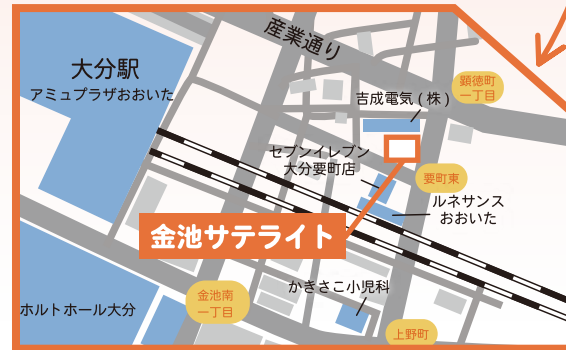 産業通り
大分駅
アミュプラザおおいた
顕徳町
一丁目
吉成電気(株)
セブンイレブン
大分要町店
要町東
ルネサンス
おおいた
金池サテライト
かきさこ小児科
金池南
一丁目
ホルトホール大分
上野町